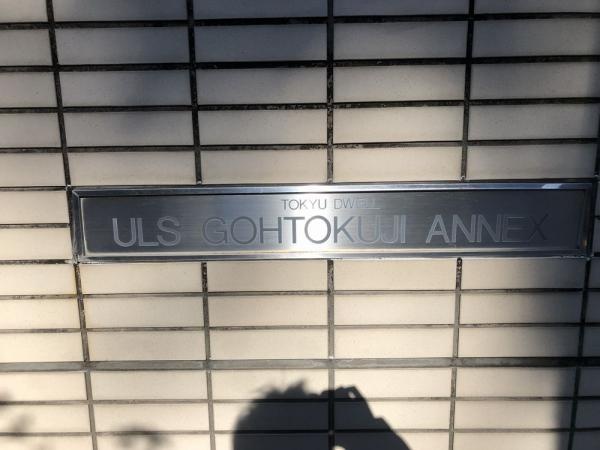 TOKYU DWELL
ULS GOHTOKUJI ANNEX